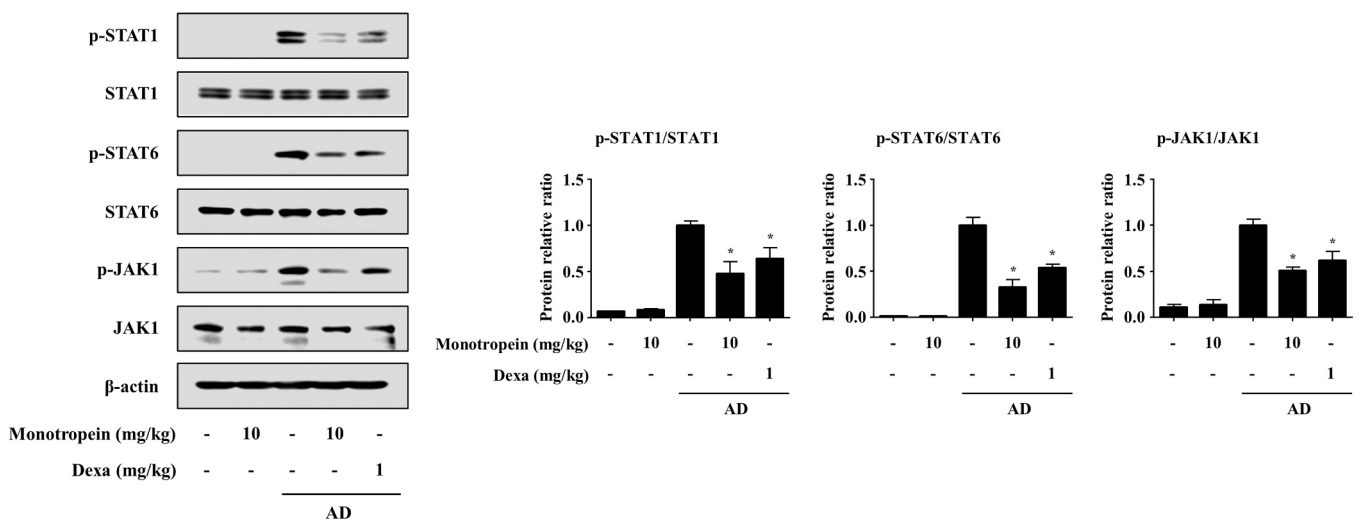 p-STAT1
STAT1
p-STAT6
STAT6
p-JAK1
JAK1
β-actin
Monotropein (mg/kg) - 10 - 10 -
Dexa (mg/kg) - - - - 1
AD
p-STAT1/STAT1
Protein relative ratio
1.5
1.0
0.5
0.0
* *
Monotropein (mg/kg) - 10 - 10 -
Dexa (mg/kg) - - - - 1
AD
p-STAT6/STAT6
Protein relative ratio
1.5
1.0
0.5
0.0
* *
- 10 - 10 -
- - - - 1
AD
p-JAK1/JAK1
Protein relative ratio
1.5
1.0
0.5
0.0
* *
- 10 - 10 -
- - - - 1
AD